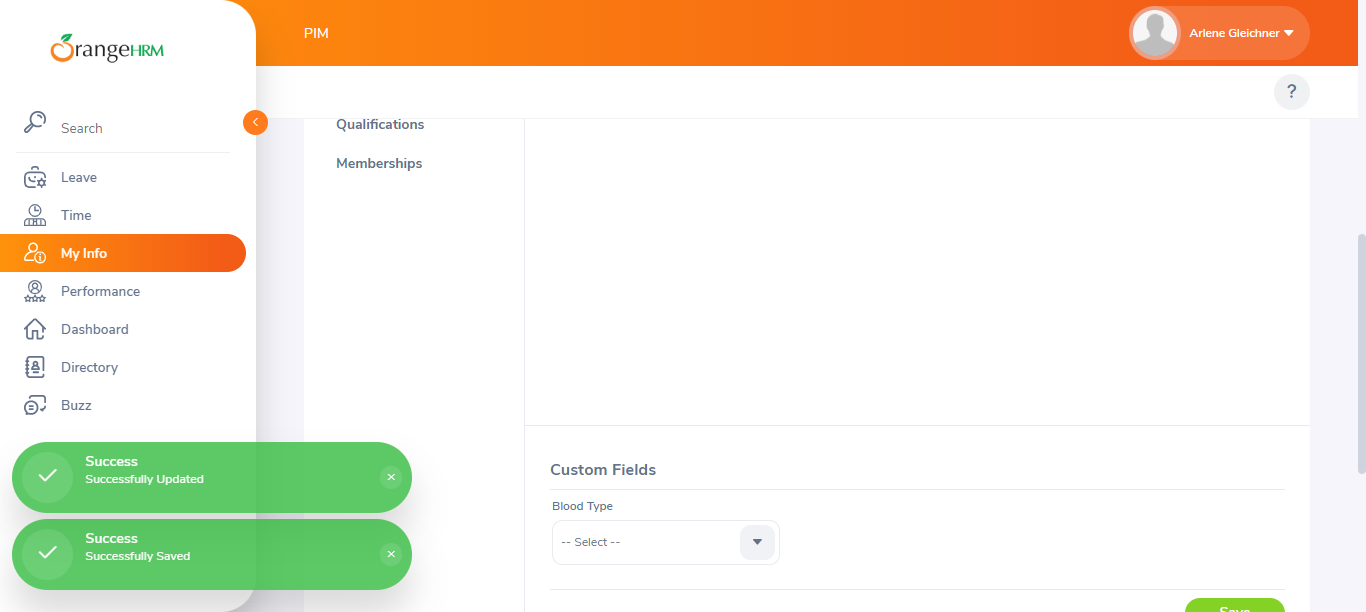 PIM
Arlene Gleichner
OrangeHRM
?
Search
Qualifications
Memberships
Leave
Time
My Info
Performance
Dashboard
Directory
Buzz
Success
Successfully Updated
Success
Successfully Saved
Custom Fields
Blood Type
-- Select --
Save